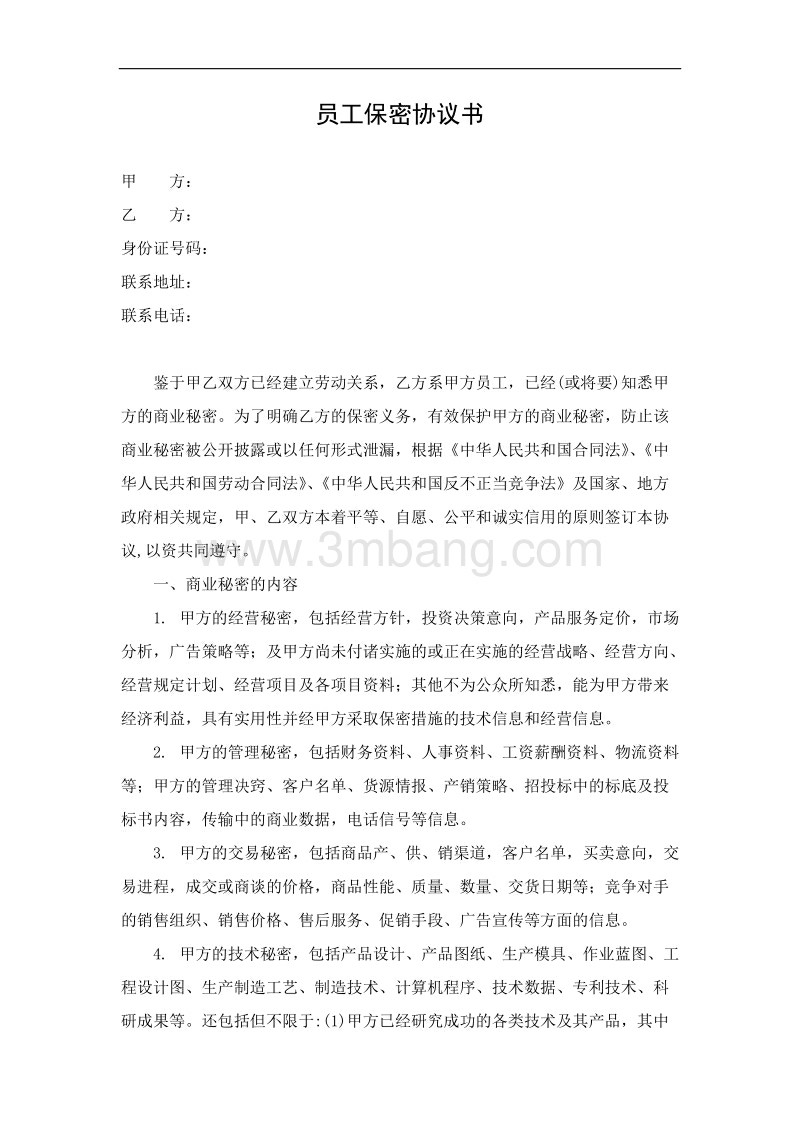 员工保密协议书
甲　　方：
乙　　方：
身份证号码：
联系地址：
联系电话：
鉴于甲乙双方已经建立劳动关系，乙方系甲方员工，已经(或将要)知悉甲
方的商业秘密。为了明确乙方的保密义务，有效保护甲方的商业秘密，防止该
商业秘密被公开披露或以任何形式泄漏，根据《中华人民共和国合同法》、《中
华人民共和国劳动合同法》、《中华人民共和国反不正当竞争法》及国家、地方
政府相关规定，甲、乙双方本着平等、自愿、公平和诚实信用的原则签订本协
议,以资共同遵守。
www.3mbang.com
一、商业秘密的内容
1. 甲方的经营秘密，包括经营方针，投资决策意向，产品服务定价，市场
分析，广告策略等；及甲方尚未付诸实施的或正在实施的经营战略、经营方向、
经营规定计划、经营项目及各项目资料；其他不为公众所知悉，能为甲方带来
经济利益，具有实用性并经甲方采取保密措施的技术信息和经营信息。
2. 甲方的管理秘密，包括财务资料、人事资料、工资薪酬资料、物流资料
等；甲方的管理决窍、客户名单、货源情报、产销策略、招投标中的标底及投
标书内容，传输中的商业数据，电话信号等信息。
3. 甲方的交易秘密，包括商品产、供、销渠道，客户名单，买卖意向，交
易进程，成交或商谈的价格，商品性能、质量、数量、交货日期等；竞争对手
的销售组织、销售价格、售后服务、促销手段、广告宣传等方面的信息。
4. 甲方的技术秘密，包括产品设计、产品图纸、生产模具、作业蓝图、工
程设计图、生产制造工艺、制造技术、计算机程序、技术数据、专利技术、科
研成果等。还包括但不限于:(1)甲方已经研究成功的各类技术及其产品，其中